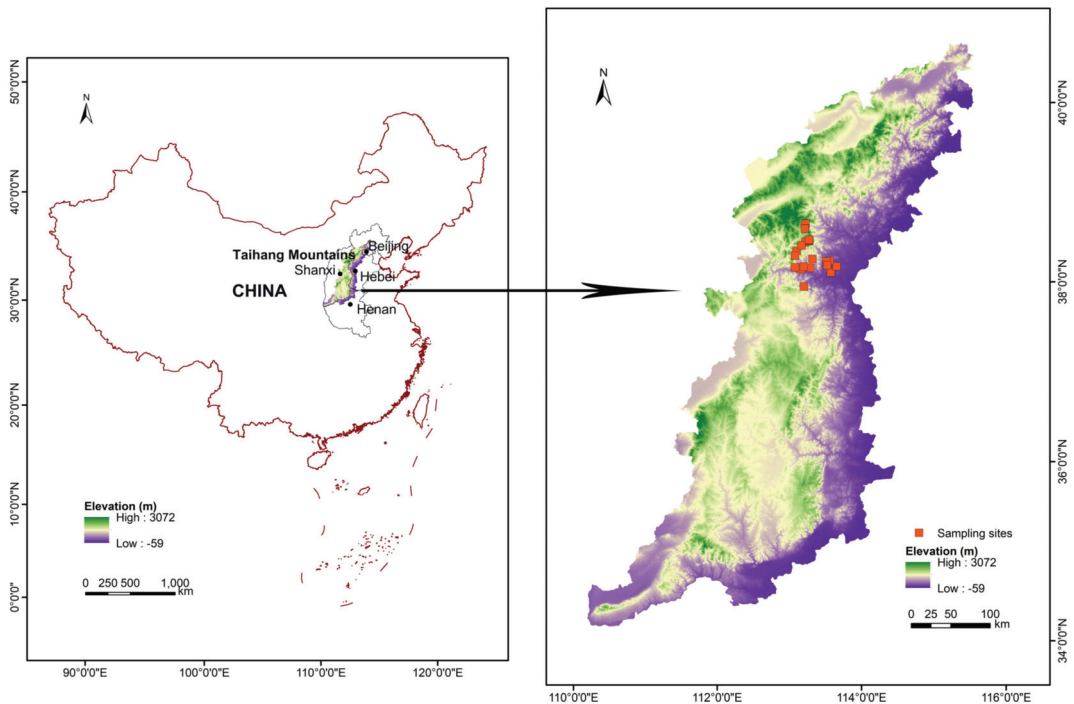 N
50°0'0"N
40°0'0"N
30°0'0"N
20°0'0"N
10°0'0"N
0°0'0"
Beijing
Taihang Mountains
Shanxi
Hebei
CHINA
Henan
Elevation (m)
High : 3072
Low : -59
0 250 500 1,000
km
90°0'0"E 100°0'0"E 110°0'0"E 120°0'0"E
N
40°0'0"N
38°0'0"N
36°0'0"N
34°0'0"N
Sampling sites
Elevation (m)
High : 3072
Low : -59
0 25 50 100
km
110°0'0"E 112°0'0"E 114°0'0"E 116°0'0"E